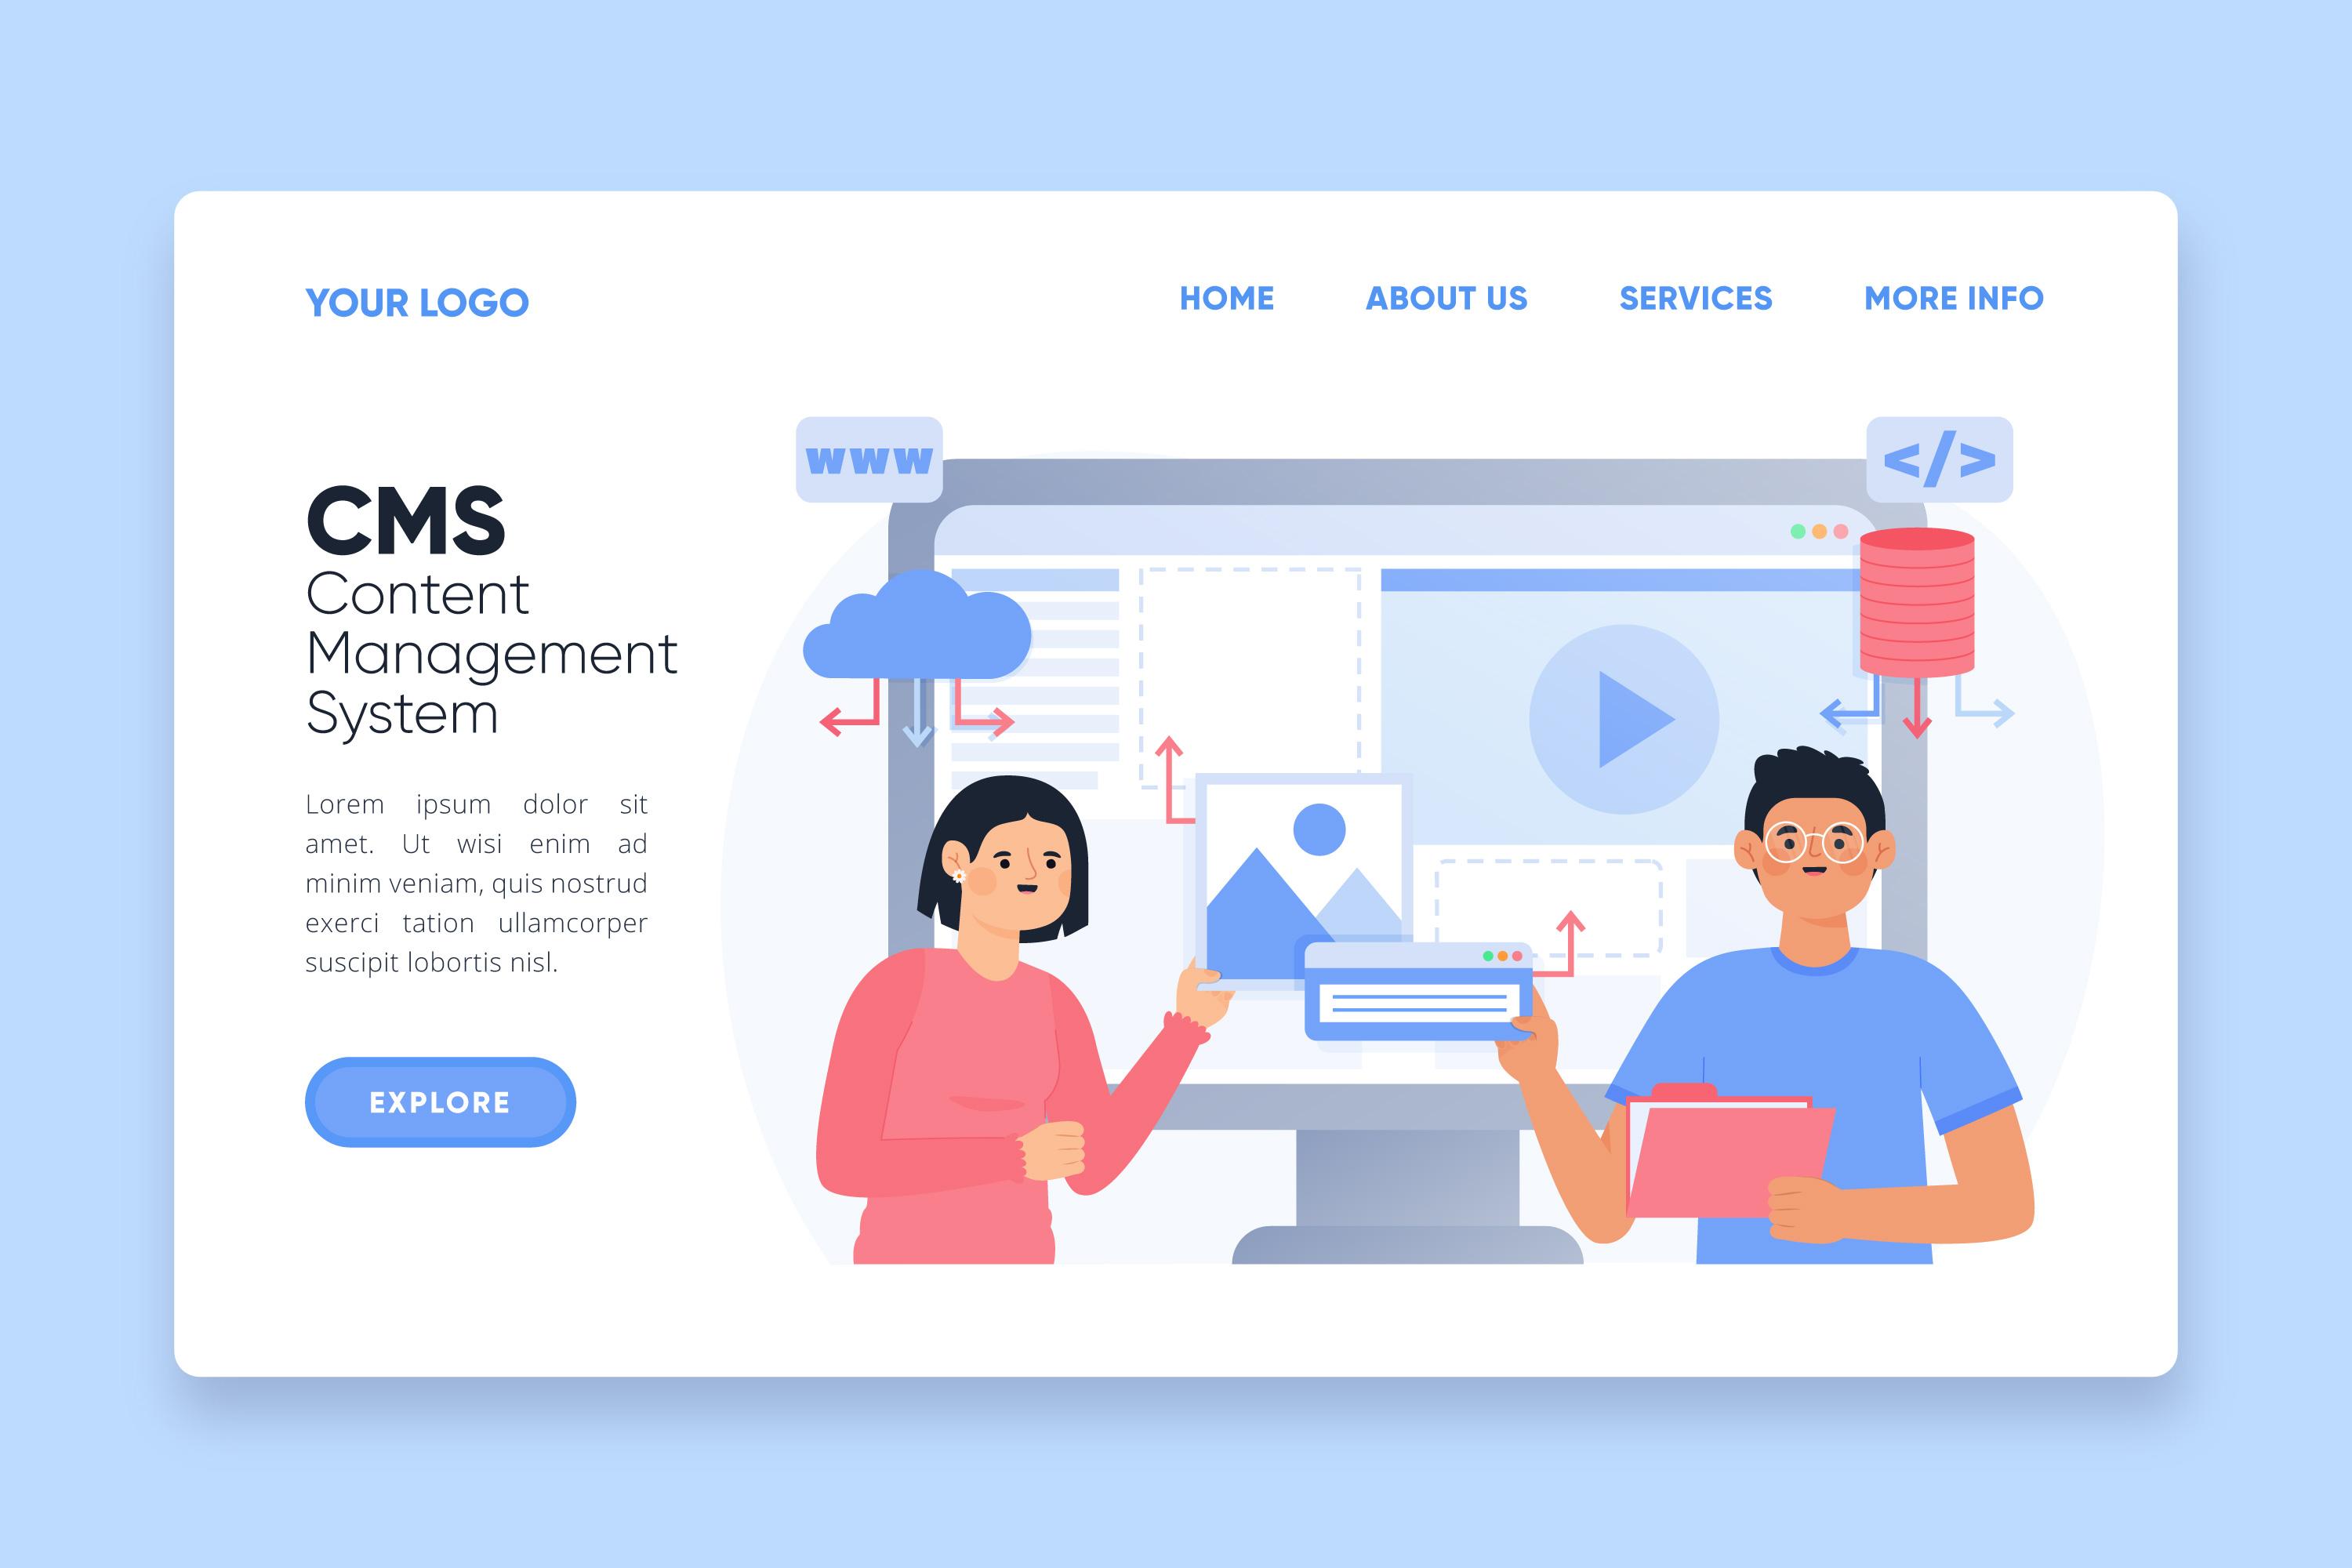 YOUR LOGO
HOME ABOUT US SERVICES MORE INFO
www
</>
CMS
Content
Management
System
Lorem ipsum dolor sit
amet. Ut wisi enim ad
minim veniam, quis nostrud
exerci tation ullamcorper
suscipit lobortis nisl.
EXPLORE